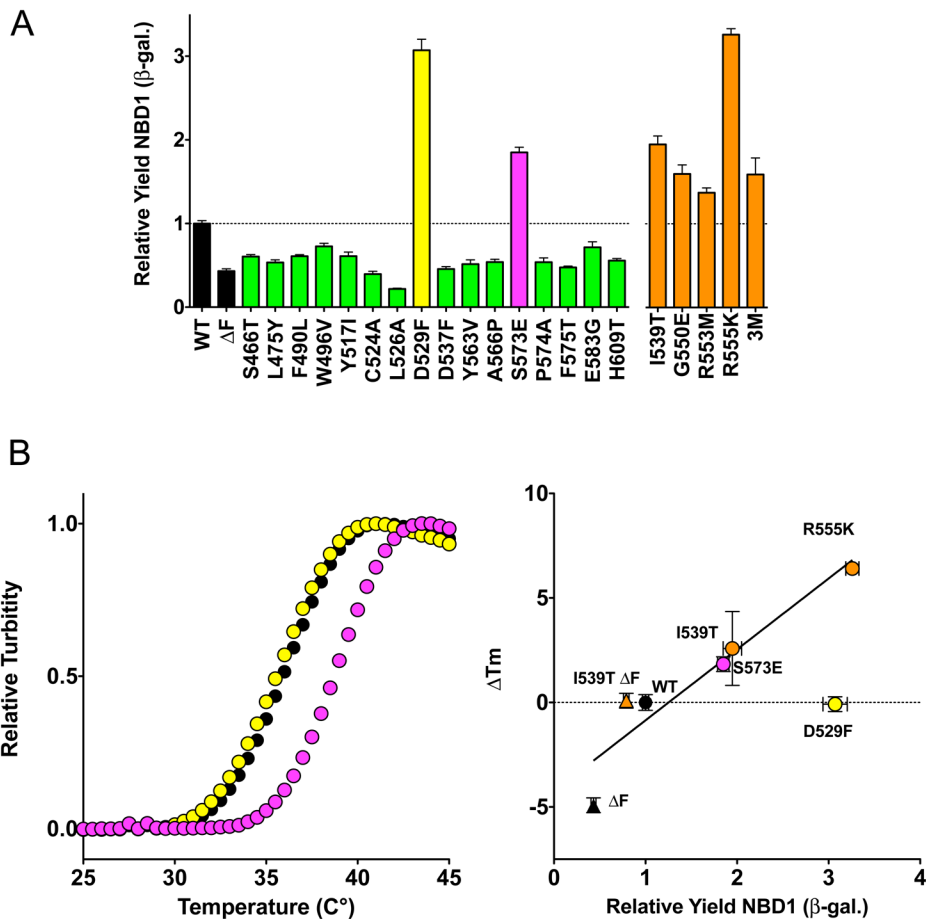 A
Relative Yield NBD1 (β-gal.)
3
2
1
0
WT
ΔF
S466T
L475Y
F490L
W496V
Y517I
C524A
L526A
D529F
D537F
Y563V
A566P
S573E
P574A
F575T
E583G
H609T
I539T
G550E
R553M
R555K
3M
B
Relative Turbitity
1.0
0.5
0.0
25
30
35
40
45
Temperature (C°)
ΔTm
10
5
0
-5
R555K
I539T
S573E
I539T ΔF
WT
D529F
ΔF
0
1
2
3
4
Relative Yield NBD1 (β-gal.)